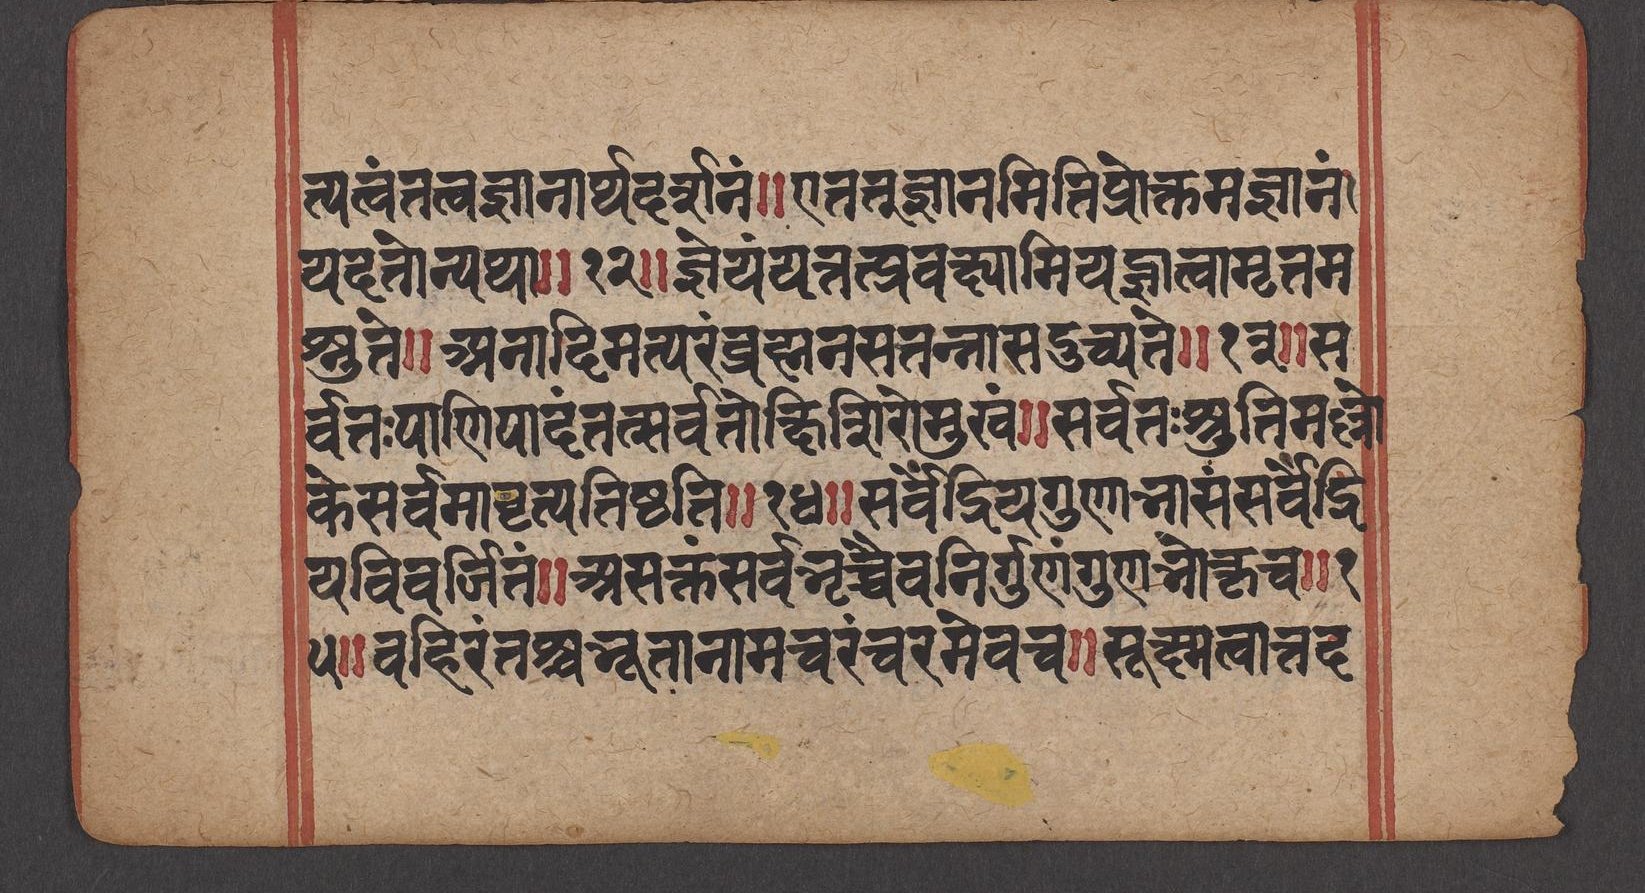 त्यत्वंतत्वज्ञानार्थदर्शनं॥एतत्तज्ञानमितिप्रोक्तमज्ञानं
यदतोन्यथा॥१२॥ज्ञेयंयत्तत्प्रवक्ष्यामियज्ञात्वामृतम
श्नुते॥अनादिमत्परंब्रह्मनसत्तन्नासदुच्यते॥१३॥स
र्वतःपाणिपादंतत्सर्वतोक्षिशिरोमुखं॥सर्वतःश्रुतिमल्लो
केसर्वमावृत्यतिष्ठति॥१४॥सर्वेंद्रियगुणाभासंसर्वेंद्रि
यविवर्जितं॥असक्तंसर्वभृच्चैवनिर्गुणंगुणभोक्तृच॥१
५॥वहिरंतश्चभूतानामचरंचरमेवच॥सूक्ष्मत्वात्तद